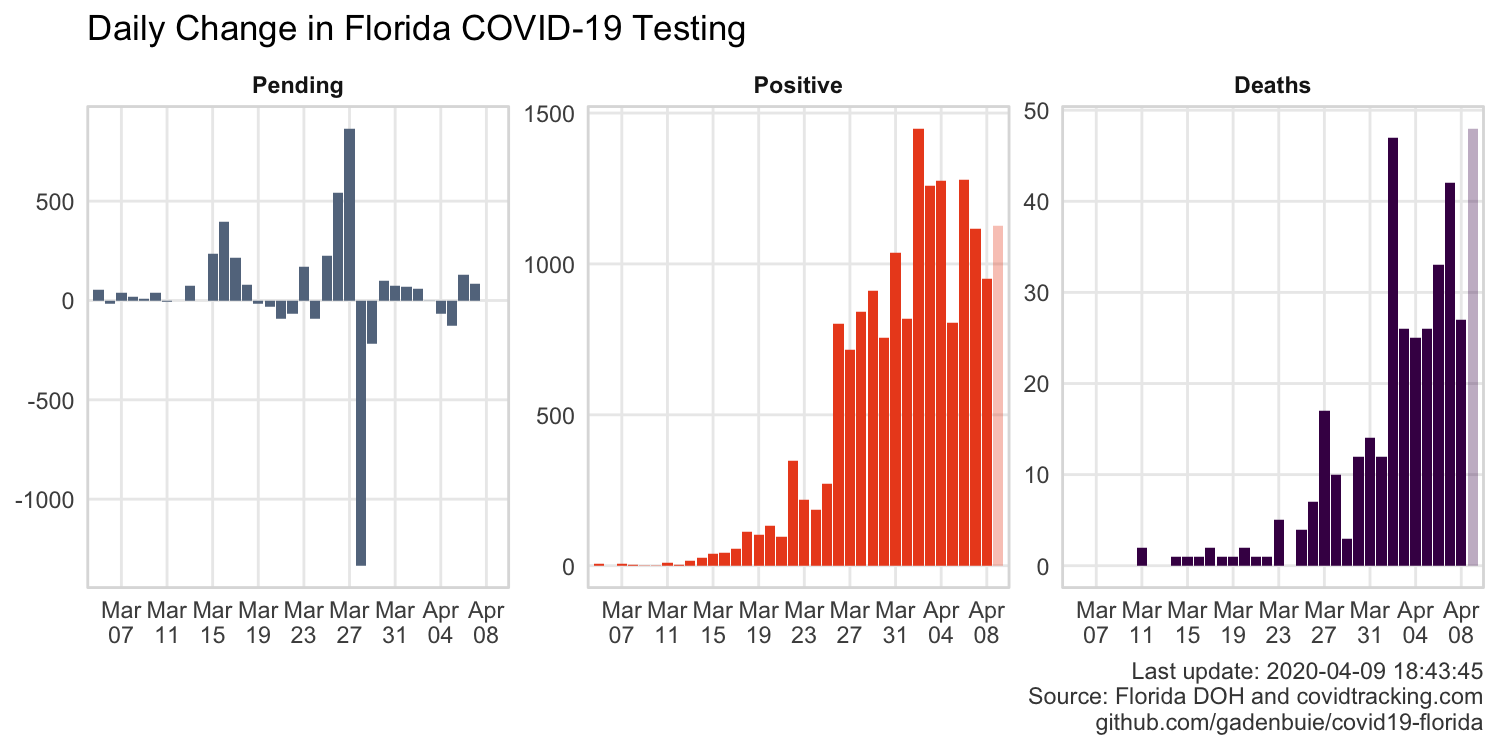 Daily Change in Florida COVID-19 Testing
Pending
Positive
Deaths
500
0
-500
-1000
1500
1000
500
0
50
40
30
20
10
0
Mar Mar Mar Mar Mar Mar Mar Apr Apr
07 11 15 19 23 27 31 04 08
Mar Mar Mar Mar Mar Mar Mar Apr Apr
07 11 15 19 23 27 31 04 08
Mar Mar Mar Mar Mar Mar Mar Apr Apr
07 11 15 19 23 27 31 04 08
Last update: 2020-04-09 18:43:45
Source: Florida DOH and covidtracking.com
github.com/gadenbuie/covid19-florida